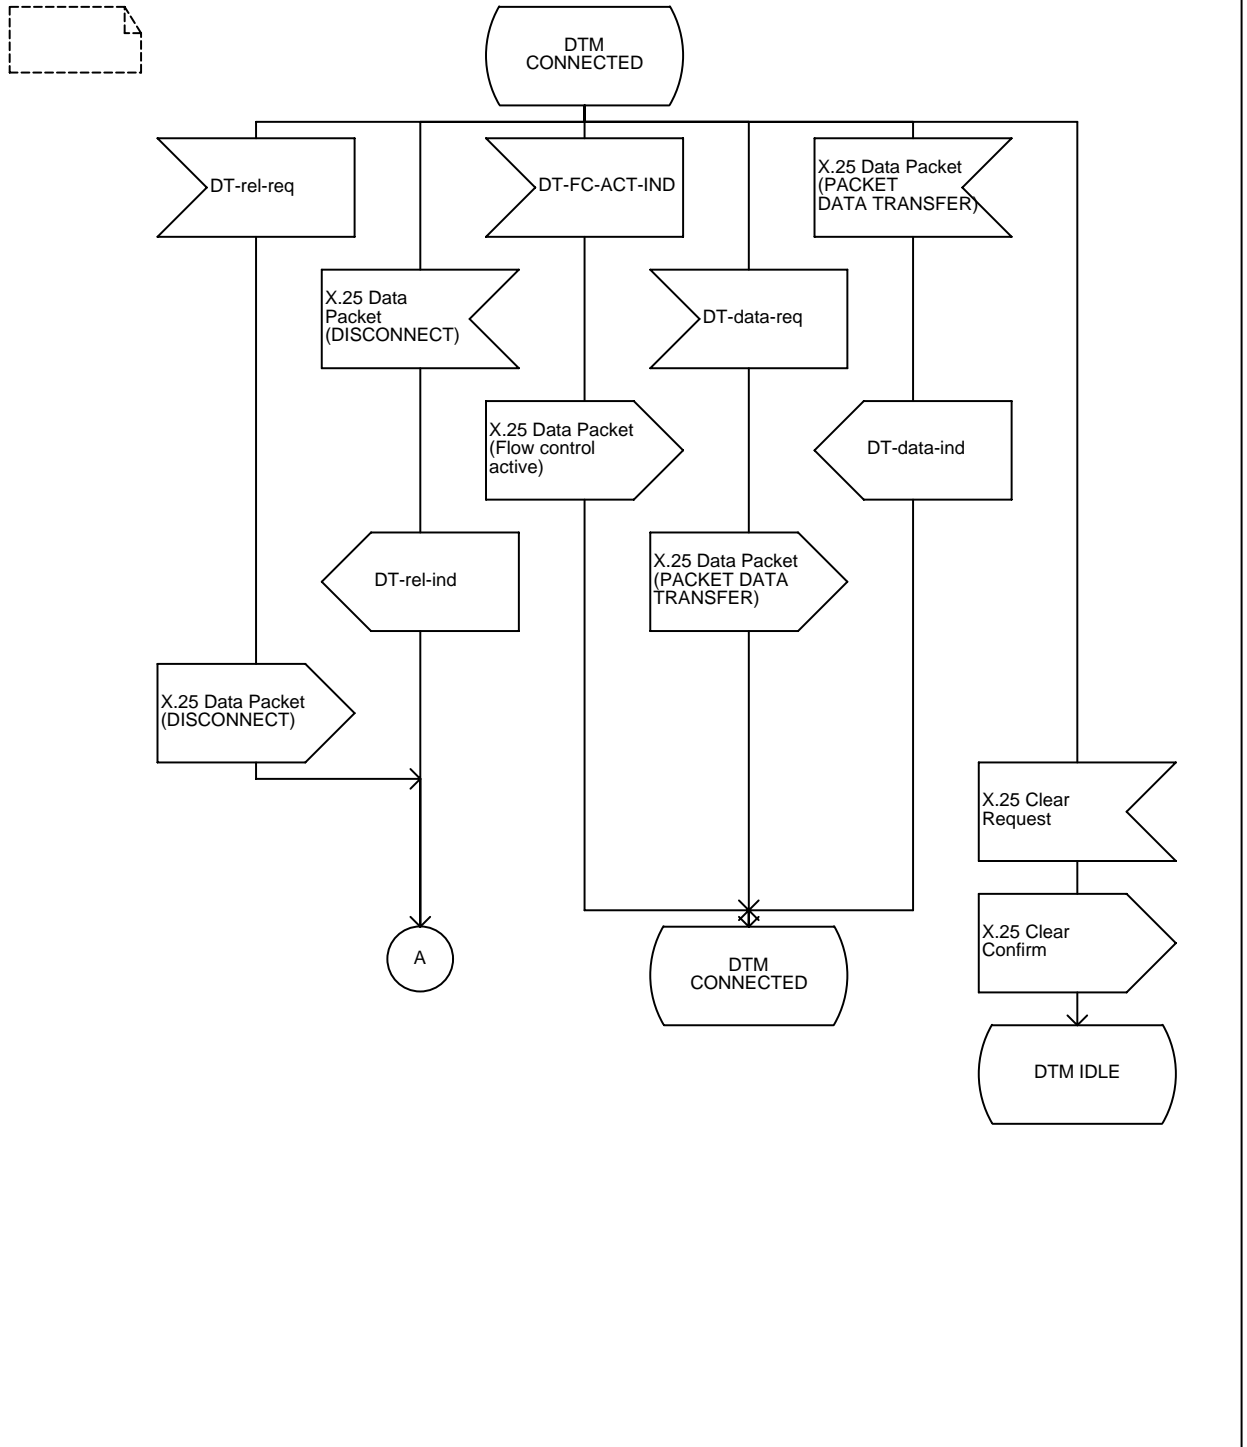 DTM
CONNECTED
DT-rel-req
DT-FC-ACT-IND
X.25 Data Packet
(PACKET
DATA TRANSFER)
X.25 Data
Packet
(DISCONNECT)
DT-data-req
X.25 Data Packet
(Flow control
active)
DT-data-ind
DT-rel-ind
X.25 Data Packet
(PACKET DATA
TRANSFER)
X.25 Data Packet
(DISCONNECT)
X.25 Clear
Request
X.25 Clear
Confirm
A
DTM
CONNECTED
DTM IDLE